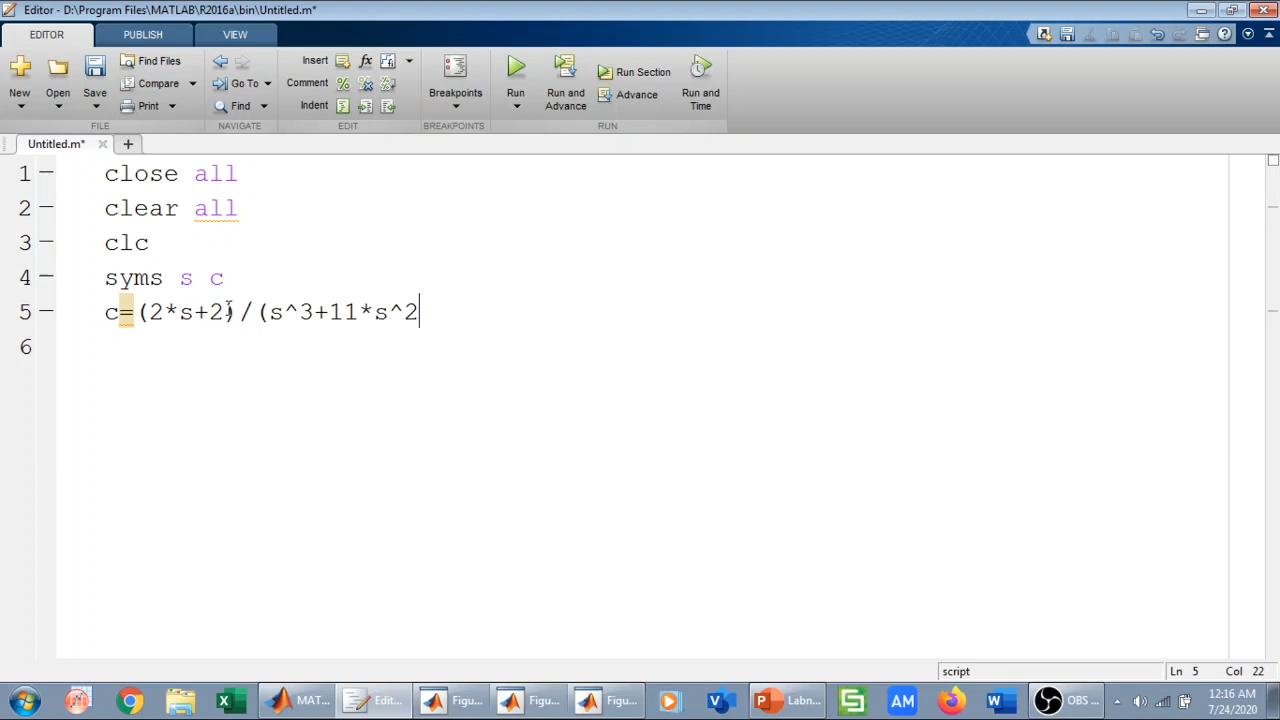 Editor - D:\Program Files\MATLAB\R2016a\bin\Untitled.m*
EDITOR PUBLISH VIEW
New Open Save Find Files Compare Print
Go To Find
Insert fx
Comment
Indent
Breakpoints
Run Run and Advance Run Section Advance Run and Time
FILE NAVIGATE EDIT BREAKPOINTS RUN
Untitled.m* × +
1 close all
2 clear all
3 clc
4 syms s c
5 c=(2*s+2)/(s^3+11*s^2
6
script Ln 5 Col 22
MAT... Edit... Figu... Figu... Figu... Labn... AM OBS ... 12:16 AM
7/24/2020